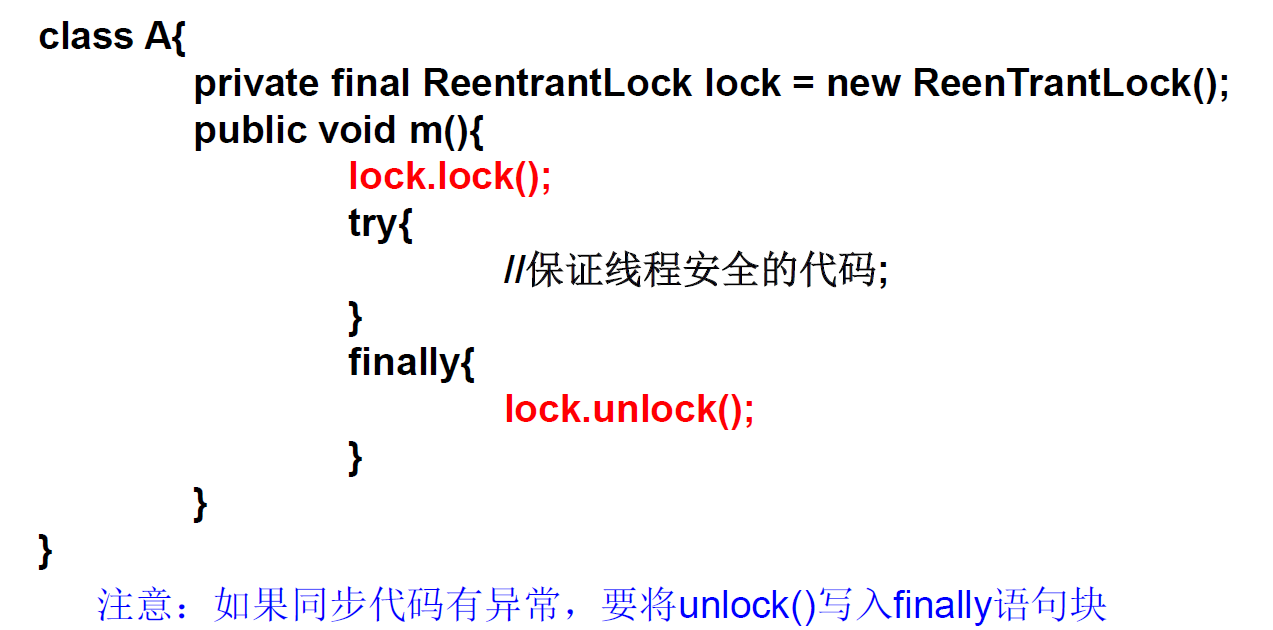 class A{
private final ReentrantLock lock = new ReenTrantLock();
public void m(){
lock.lock();
try{
//保证线程安全的代码;
}
finally{
lock.unlock();
}
}
}
注意：如果同步代码有异常，要将unlock()写入finally语句块